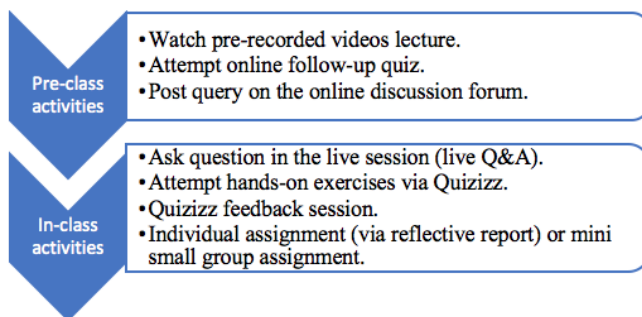 Pre-class
activities
•Watch pre-recorded videos lecture.
•Attempt online follow-up quiz.
•Post query on the online discussion forum.
In-class
activities
•Ask question in the live session (live Q&A).
•Attempt hands-on exercises via Quizizz.
•Quizizz feedback session.
•Individual assignment (via reflective report) or mini
small group assignment.